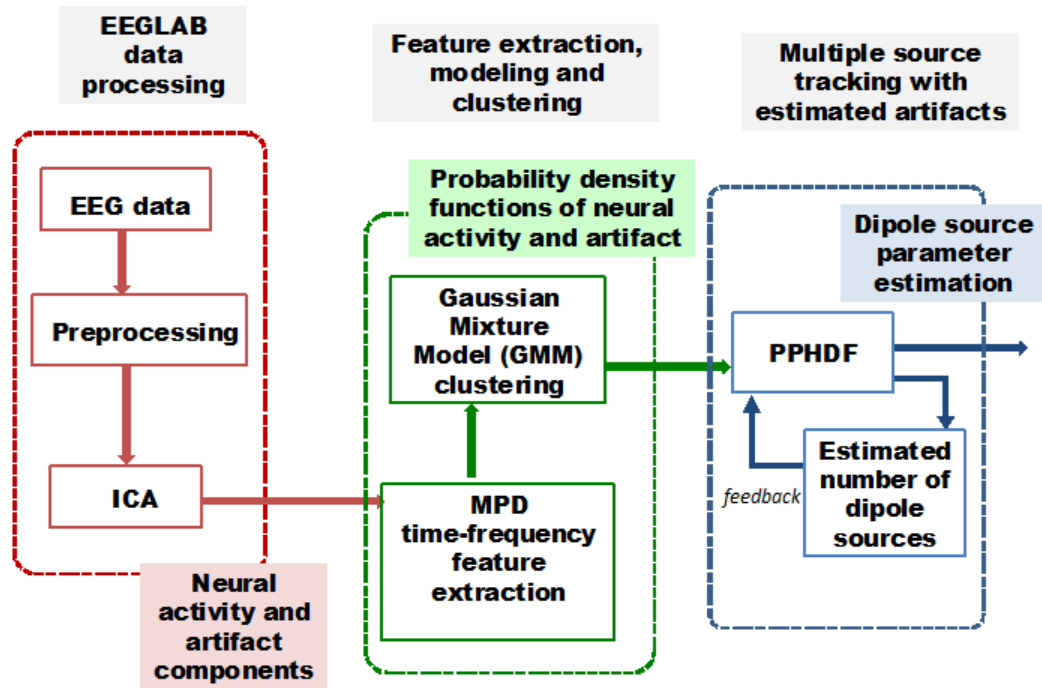 EEGLAB
data
processing
Feature extraction,
modeling and
clustering
Multiple source
tracking with
estimated artifacts
EEG data
Preprocessing
ICA
Neural
activity and
artifact
components
Probability density
functions of neural
activity and artifact
Gaussian
Mixture
Model (GMM)
clustering
MPD
time-frequency
feature
extraction
Dipole source
parameter
estimation
PPHDF
feedback
Estimated
number of
dipole
sources